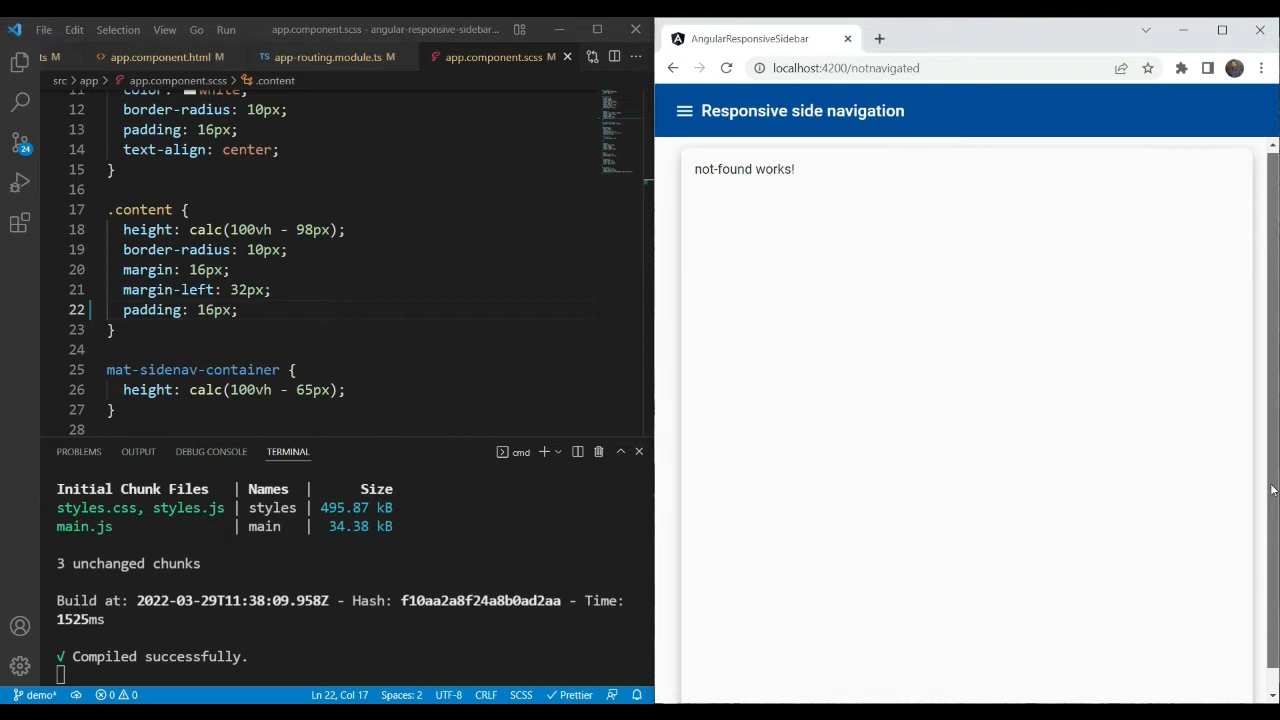 File Edit Selection View Go Run app.component.scss - angular-responsive-sidebar...
ts M app.component.html app-routing.module.ts M app.component.scss M
src > app > app.component.scss > .content
11 color: white;
12 border-radius: 10px;
13 padding: 16px;
14 text-align: center;
15 }
16
17 .content {
18 height: calc(100vh - 98px);
19 border-radius: 10px;
20 margin: 16px;
21 margin-left: 32px;
22 padding: 16px;
23 }
24
25 mat-sidenav-container {
26 height: calc(100vh - 65px);
27 }
28
24
PROBLEMS OUTPUT DEBUG CONSOLE TERMINAL cmd
Initial Chunk Files | Names | Size
styles.css, styles.js | styles | 495.87 kB
main.js | main | 34.38 kB
3 unchanged chunks
Build at: 2022-03-29T11:38:09.958Z - Hash: f10aa2a8f24a8b0ad2aa - Time:
1525ms
√ Compiled successfully.
demo* 0 0 Ln 22, Col 17 Spaces: 2 UTF-8 CRLF SCSS Prettier
AngularResponsiveSidebar
localhost:4200/notnavigated
Responsive side navigation
not-found works!